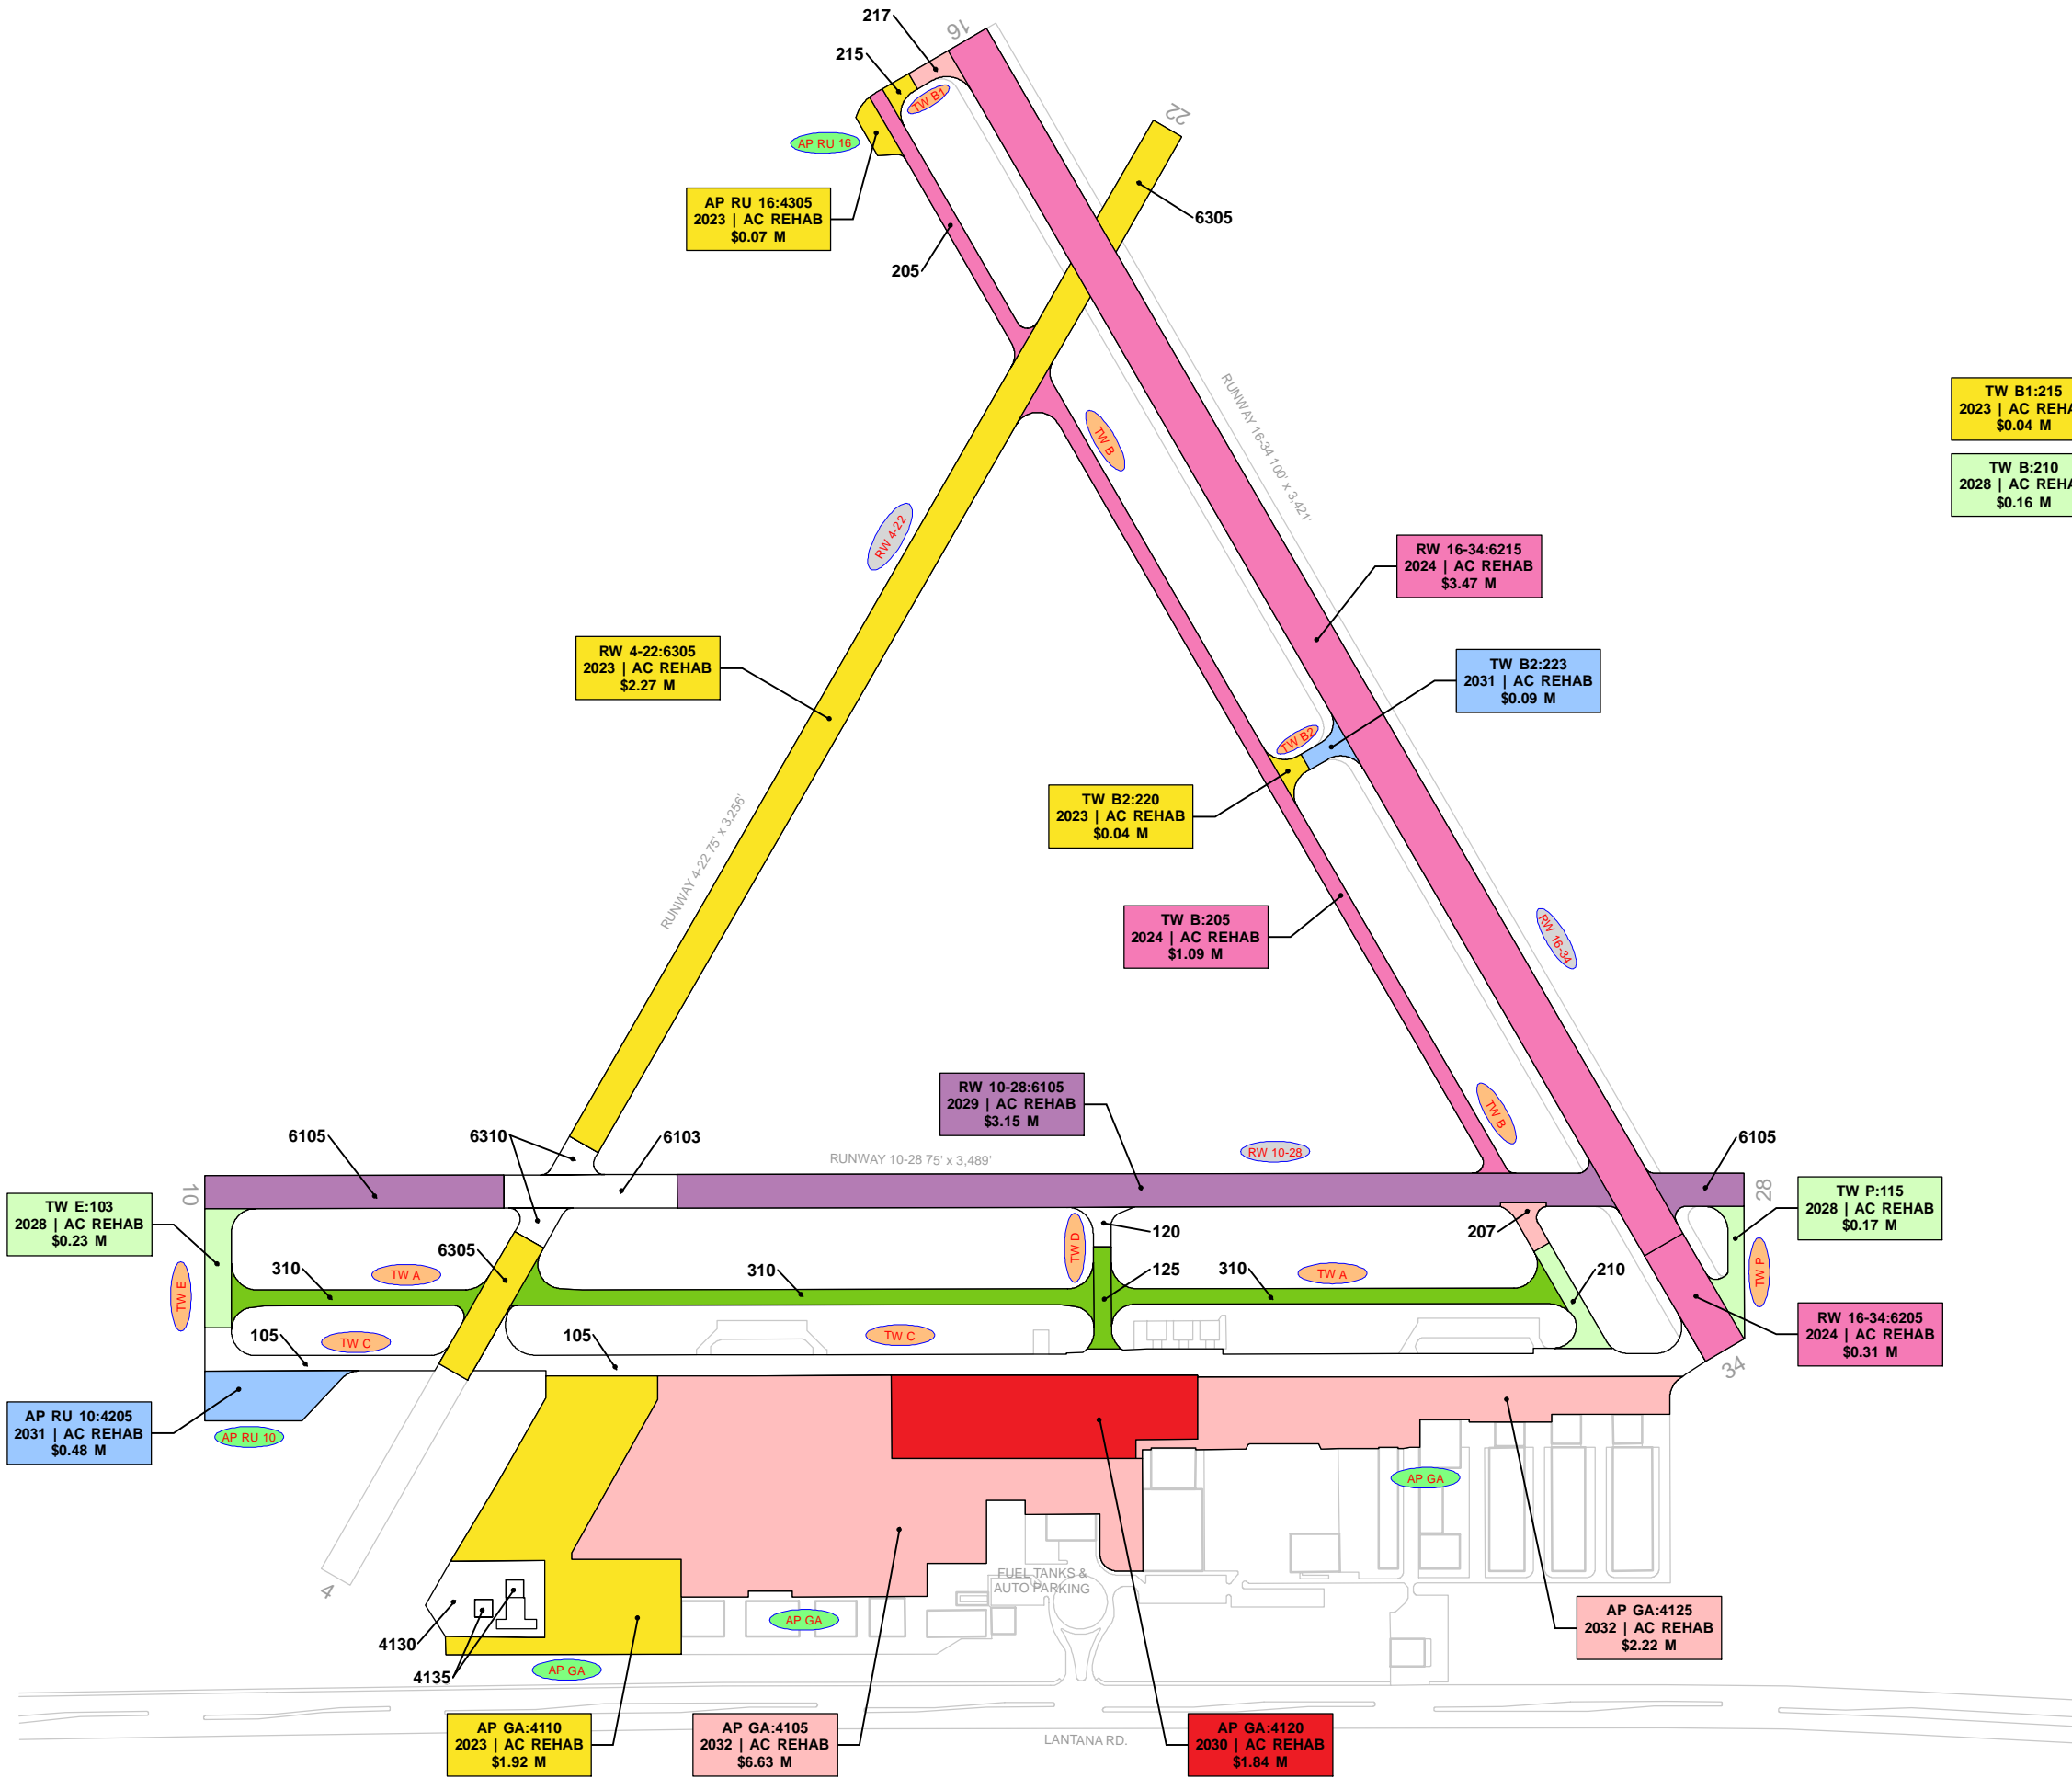 217
16
215
TW B1
22
AP RU 16
AP RU 16:4305
2023 | AC REHAB
$0.07 M
6305
205
RUNWAY 16-34 100' x 3,421'
TW B
TW B1:215
2023 | AC REHA
$0.04 M
TW B:210
2028 | AC REHA
$0.16 M
RW 4-22
RW 16-34:6215
2024 | AC REHAB
$3.47 M
RW 4-22:6305
2023 | AC REHAB
$2.27 M
TW B2:223
2031 | AC REHAB
$0.09 M
TW B2
TW B2:220
2023 | AC REHAB
$0.04 M
RUNWAY 4-22 75' x 3,256'
TW B:205
2024 | AC REHAB
$1.09 M
RW 16-34
RW 10-28:6105
2029 | AC REHAB
$3.15 M
TW B
6105
6310
6103
RUNWAY 10-28 75' x 3,489'
RW 10-28
6105
10
28
TW E:103
2028 | AC REHAB
$0.23 M
TW P:115
2028 | AC REHAB
$0.17 M
TW D
120
207
6305
TW E
310
TW A
310
125
310
TW A
210
TW P
105
TW C
105
TW C
RW 16-34:6205
2024 | AC REHAB
$0.31 M
34
AP RU 10:4205
2031 | AC REHAB
$0.48 M
AP RU 10
AP GA
4
FUEL TANKS &
AUTO PARKING
AP GA
4130
4135
AP GA
AP GA:4125
2032 | AC REHAB
$2.22 M
AP GA:4110
2023 | AC REHAB
$1.92 M
AP GA:4105
2032 | AC REHAB
$6.63 M
LANTANA RD.
AP GA:4120
2030 | AC REHAB
$1.84 M